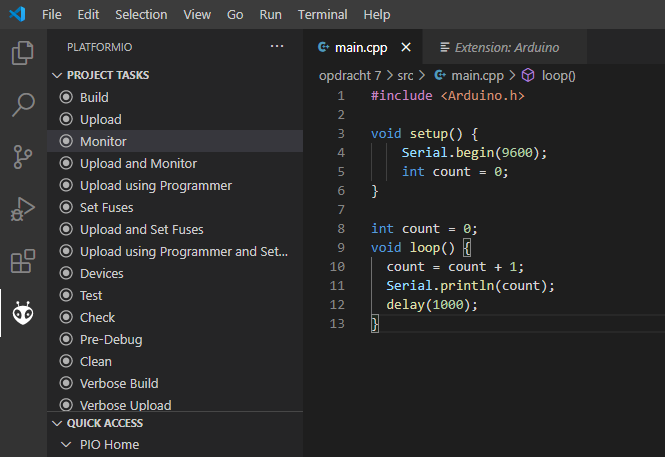 File Edit Selection View Go Run Terminal Help
PLATFORMIO ...
PROJECT TASKS
Build
Upload
Monitor
Upload and Monitor
Upload using Programmer
Set Fuses
Upload and Set Fuses
Upload using Programmer and Set...
Devices
Test
Check
Pre-Debug
Clean
Verbose Build
Verbose Upload
QUICK ACCESS
PIO Home
main.cpp Extension: Arduino
opdracht 7 > src > main.cpp > loop()
1 #include <Arduino.h>
2
3 void setup() {
4 Serial.begin(9600);
5 int count = 0;
6 }
7
8 int count = 0;
9 void loop() {
10 count = count + 1;
11 Serial.println(count);
12 delay(1000);
13 }